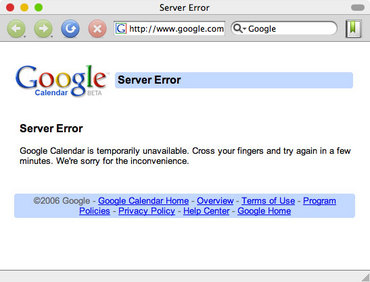 Server Error
http://www.google.com
Google
Google
Calendar BETA
Server Error
Server Error
Google Calendar is temporarily unavailable. Cross your fingers and try again in a few
minutes. We're sorry for the inconvenience.
©2006 Google - Google Calendar Home - Overview - Terms of Use - Program
Policies - Privacy Policy - Help Center - Google Home